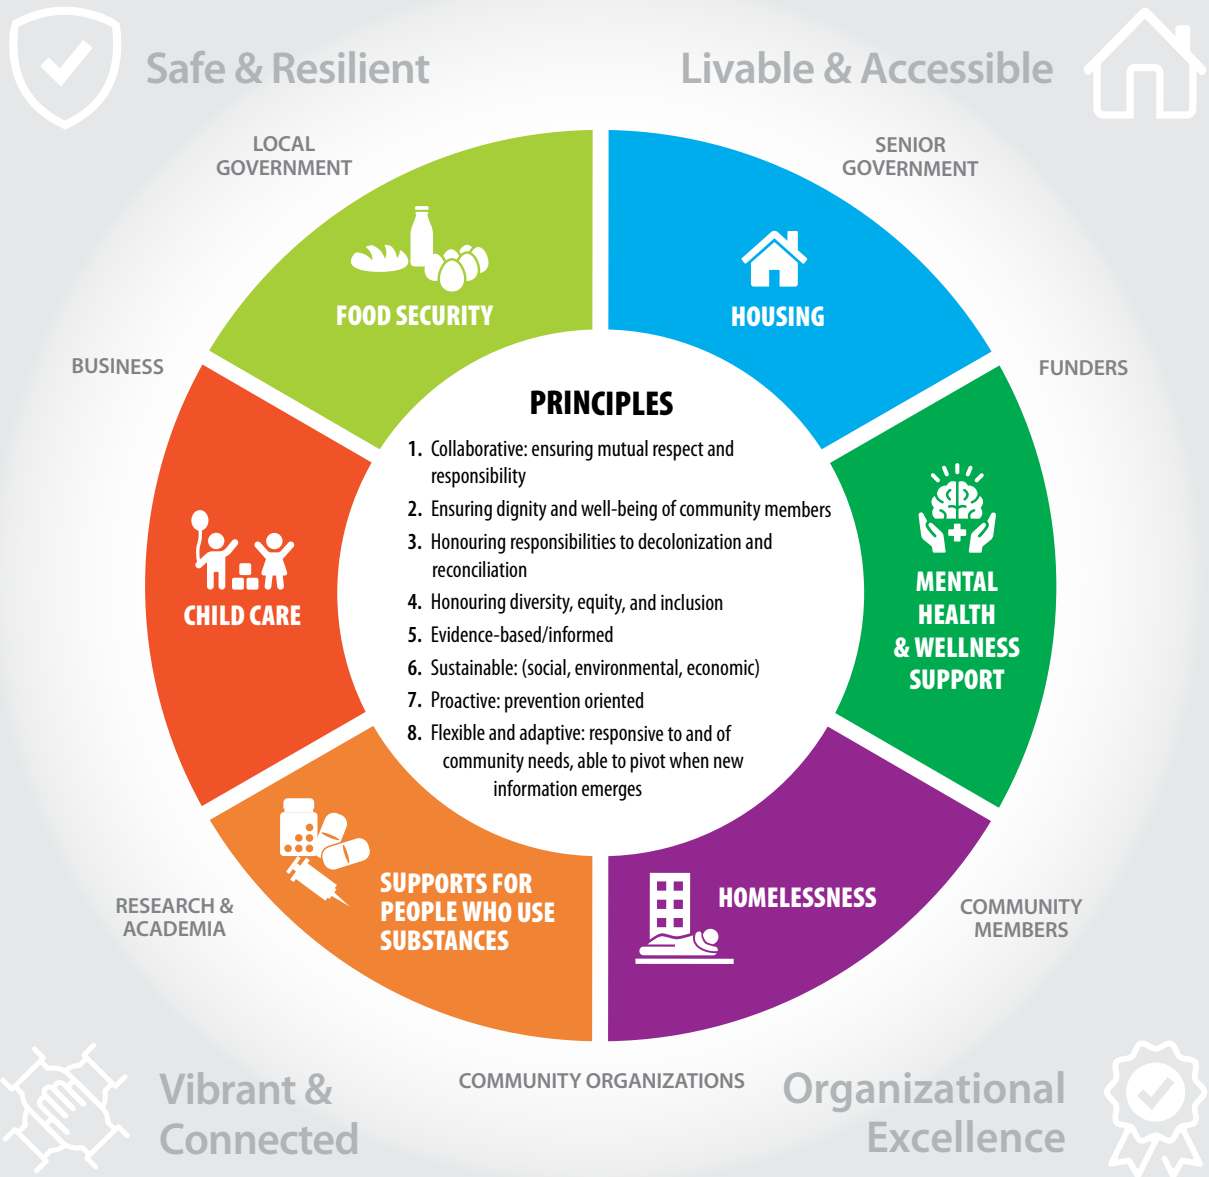 Safe & Resilient
Livable & Accessible
LOCAL
GOVERNMENT
SENIOR
GOVERNMENT
FOOD SECURITY
HOUSING
BUSINESS
FUNDERS
PRINCIPLES
1. Collaborative: ensuring mutual respect and
responsibility
2. Ensuring dignity and well-being of community members
3. Honouring responsibilities to decolonization and
reconciliation
4. Honouring diversity, equity, and inclusion
5. Evidence-based/informed
6. Sustainable: (social, environmental, economic)
7. Proactive: prevention oriented
8. Flexible and adaptive: responsive to and of
community needs, able to pivot when new
information emerges
CHILD CARE
MENTAL
HEALTH
& WELLNESS
SUPPORT
SUPPORTS FOR
PEOPLE WHO USE
SUBSTANCES
HOMELESSNESS
RESEARCH &
ACADEMIA
COMMUNITY
MEMBERS
COMMUNITY ORGANIZATIONS
Vibrant &
Connected
Organizational
Excellence